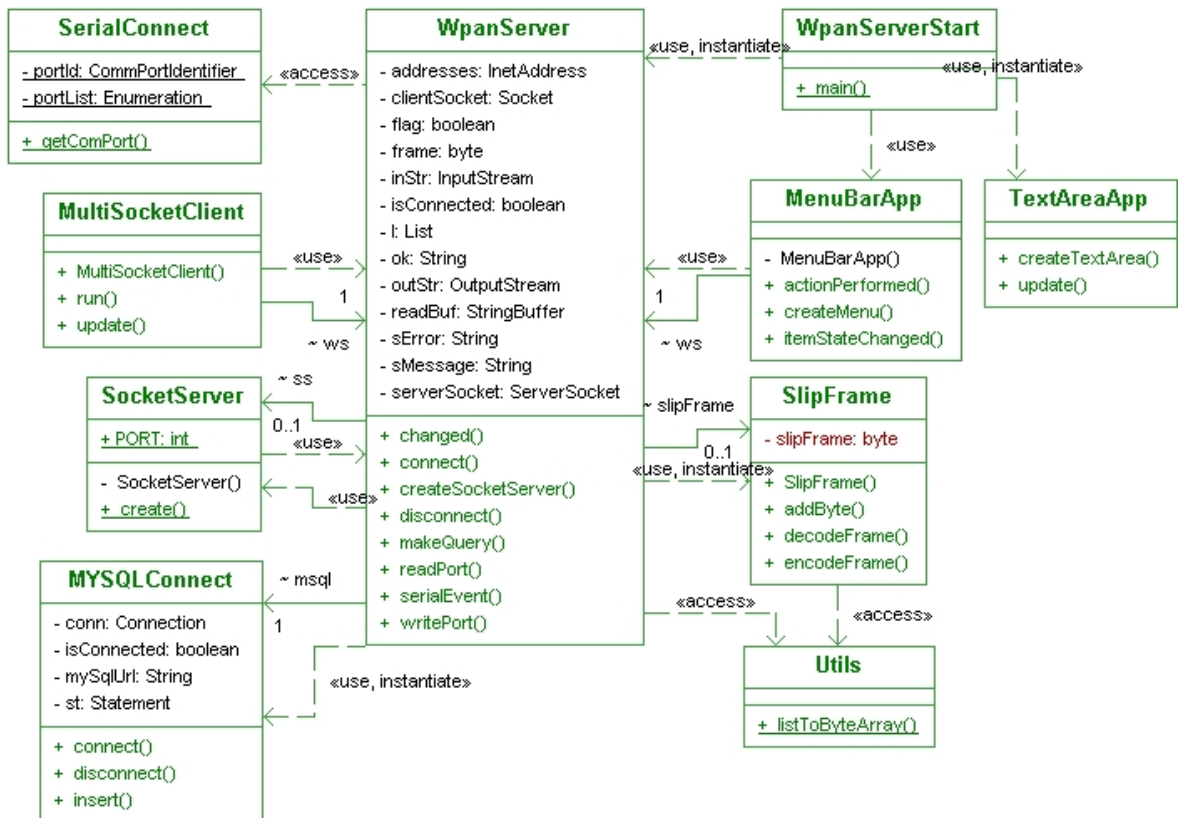 SerialConnect
- portId: CommPortIdentifier
- portList: Enumeration
+ getComPort()
«access»
WpanServer
- addresses: InetAddress
- clientSocket: Socket
- flag: boolean
- frame: byte
- inStr: InputStream
- isConnected: boolean
- l: List
- ok: String
- outStr: OutputStream
- readBuf: StringBuffer
- sError: String
- sMessage: String
- serverSocket: ServerSocket
+ changed()
+ connect()
+ createSocketServer()
+ disconnect()
+ makeQuery()
+ readPort()
+ serialEvent()
+ writePort()
«use, instantiate»
WpanServerStart
+ main()
«use, instantiate»
«use»
MultiSocketClient
+ MultiSocketClient()
+ run()
+ update()
«use»
1
~ ws
MenuBarApp
- MenuBarApp()
+ actionPerformed()
+ createMenu()
+ itemStateChanged()
«use»
1
~ ws
TextAreaApp
+ createTextArea()
+ update()
SocketServer
+ PORT: int
- SocketServer()
+ create()
~ ss
0..1
«use»
«use»
SlipFrame
- slipFrame: byte
+ SlipFrame()
+ addByte()
+ decodeFrame()
+ encodeFrame()
~ slipFrame
0..1
«use, instantiate»
MYSQLConnect
- conn: Connection
- isConnected: boolean
- mySqlUrl: String
- st: Statement
+ connect()
+ disconnect()
+ insert()
~ msql
1
«use, instantiate»
«access»
«access»
Utils
+ listToByteArray()